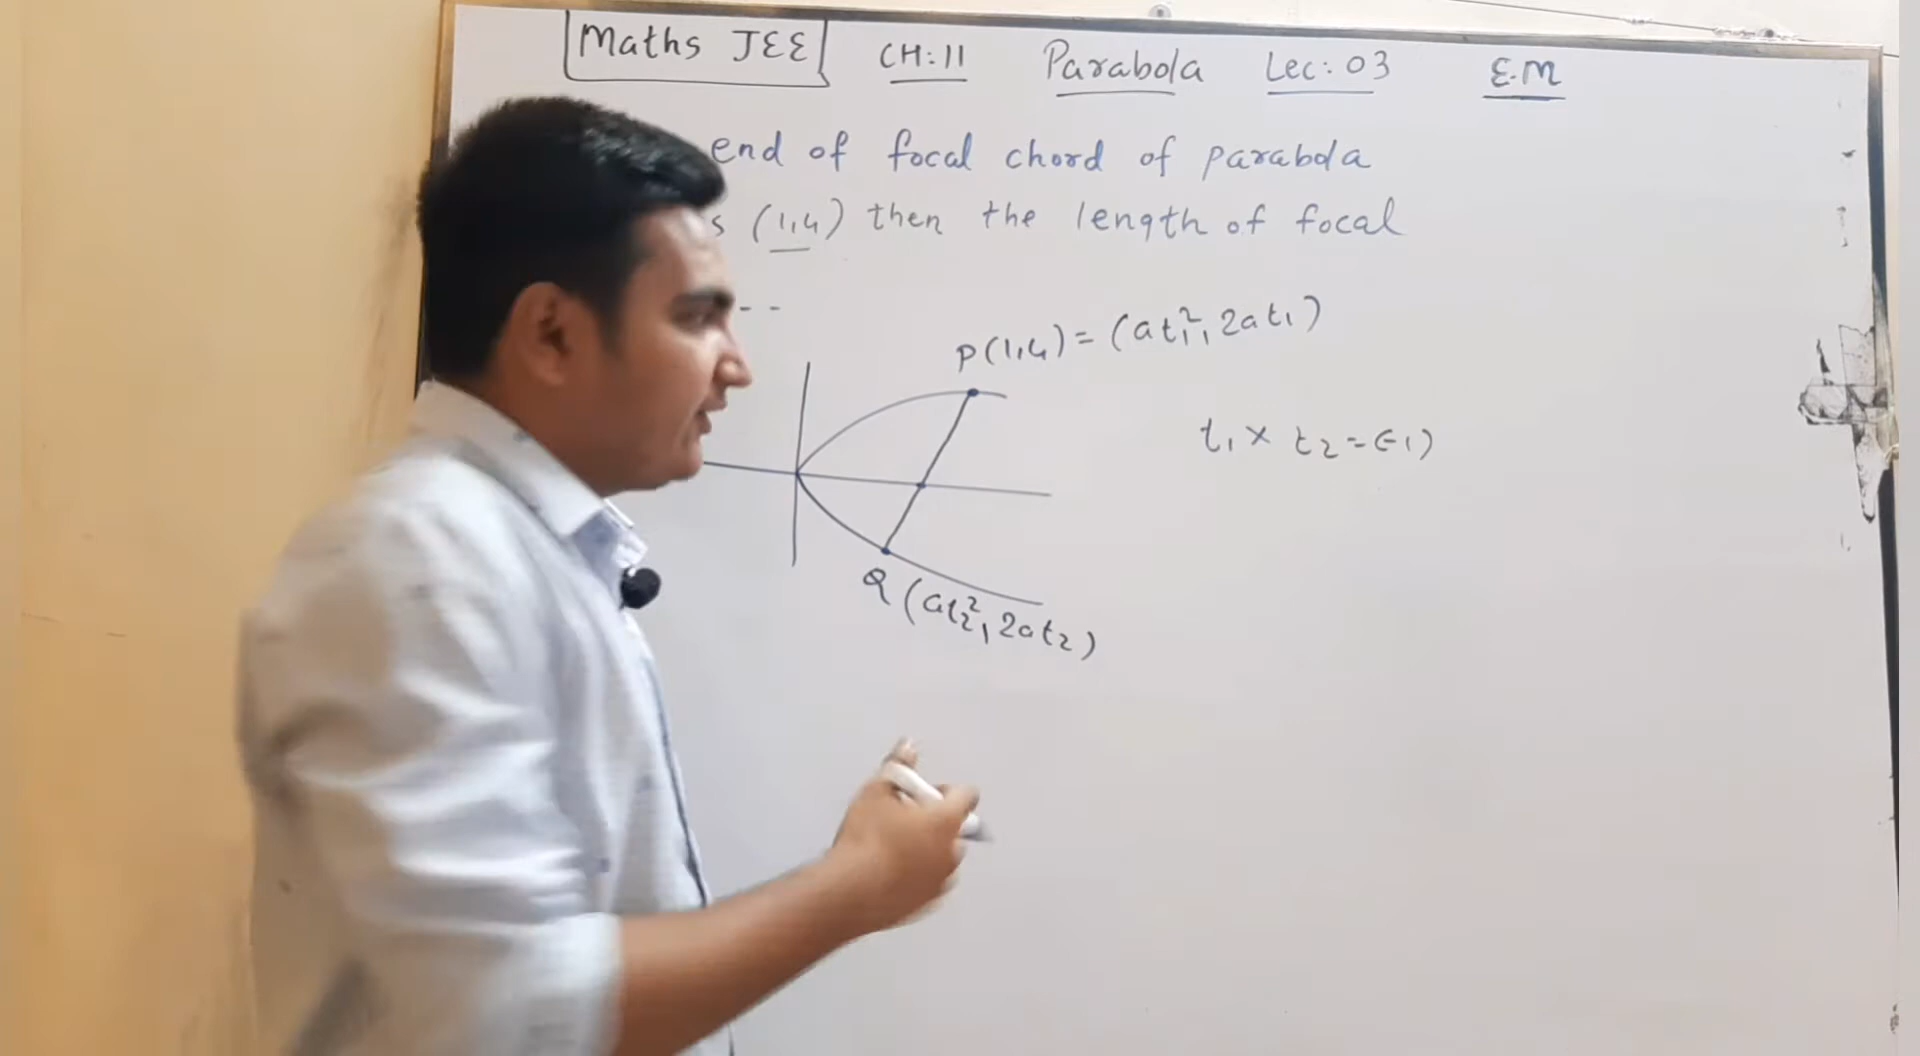 Maths JEE CH:11 Parabola Lec:03 E.M
end of focal chord of parabola
s (1,4) then the length of focal
--
P(1,4) = (at₁², 2at₁)
t₁ × t₂ = (-1)
Q (at₂², 2at₂)